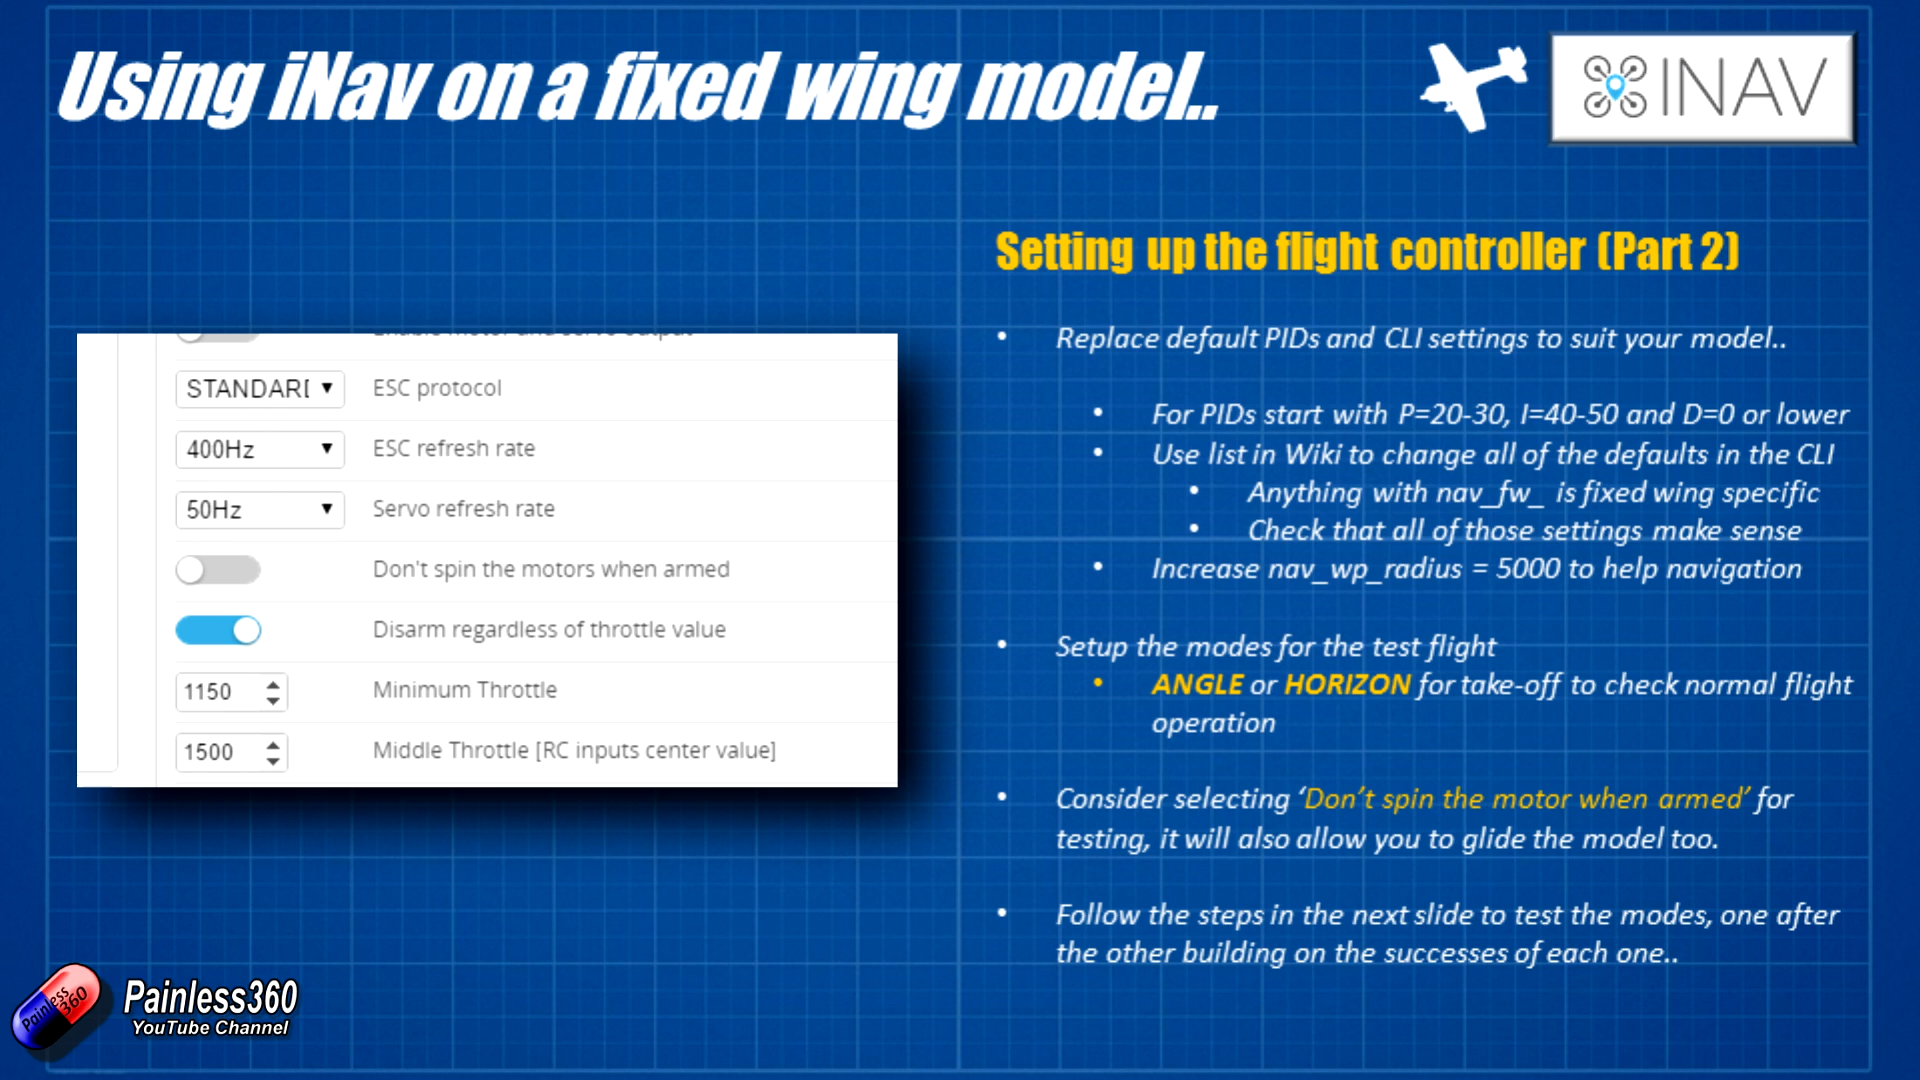 Using iNav on a fixed wing model..
INAV
Setting up the flight controller (Part 2)
• Replace default PIDs and CLI settings to suit your model..
• For PIDs start with P=20-30, I=40-50 and D=0 or lower
• Use list in Wiki to change all of the defaults in the CLI
• Anything with nav_fw_ is fixed wing specific
• Check that all of those settings make sense
• Increase nav_wp_radius = 5000 to help navigation
• Setup the modes for the test flight
• ANGLE or HORIZON for take-off to check normal flight
operation
• Consider selecting ‘Don’t spin the motor when armed’ for
testing, it will also allow you to glide the model too.
• Follow the steps in the next slide to test the modes, one after
the other building on the successes of each one..
STANDARD ESC protocol
400Hz ESC refresh rate
50Hz Servo refresh rate
Don't spin the motors when armed
Disarm regardless of throttle value
1150 Minimum Throttle
1500 Middle Throttle [RC inputs center value]
Painless
360
Painless360
YouTube Channel